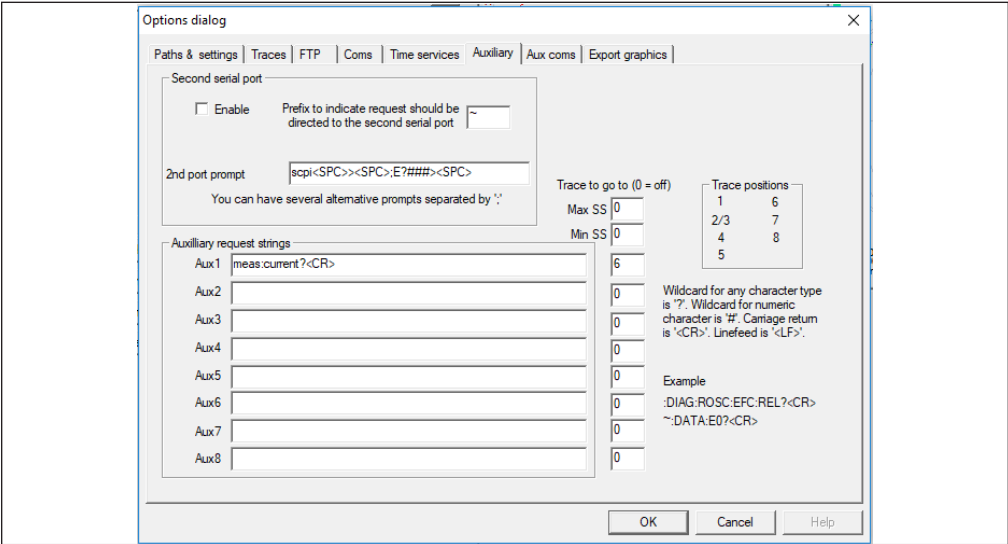 Options dialog
Paths & settings
Traces
FTP
Coms
Time services
Auxiliary
Aux coms
Export graphics
Second serial port
Enable
Prefix to indicate request should be
directed to the second serial port
~
2nd port prompt
scpi<SPC>><SPC>;E?###><SPC>
You can have several alternative prompts separated by ';'
Trace to go to (0 = off)
Max SS 0
Min SS 0
Trace positions
1 6
2/3 7
4 8
5
Auxilliary request strings
Aux1 meas:current?<CR> 6
Aux2 0
Aux3 0
Aux4 0
Aux5 0
Aux6 0
Aux7 0
Aux8 0
Wildcard for any character type
is '?'. Wildcard for numeric
character is '#'. Carriage return
is '<CR>'. Linefeed is '<LF>'.
Example
:DIAG:ROSC:EFC:REL?<CR>
~:DATA:E0?<CR>
OK
Cancel
Help